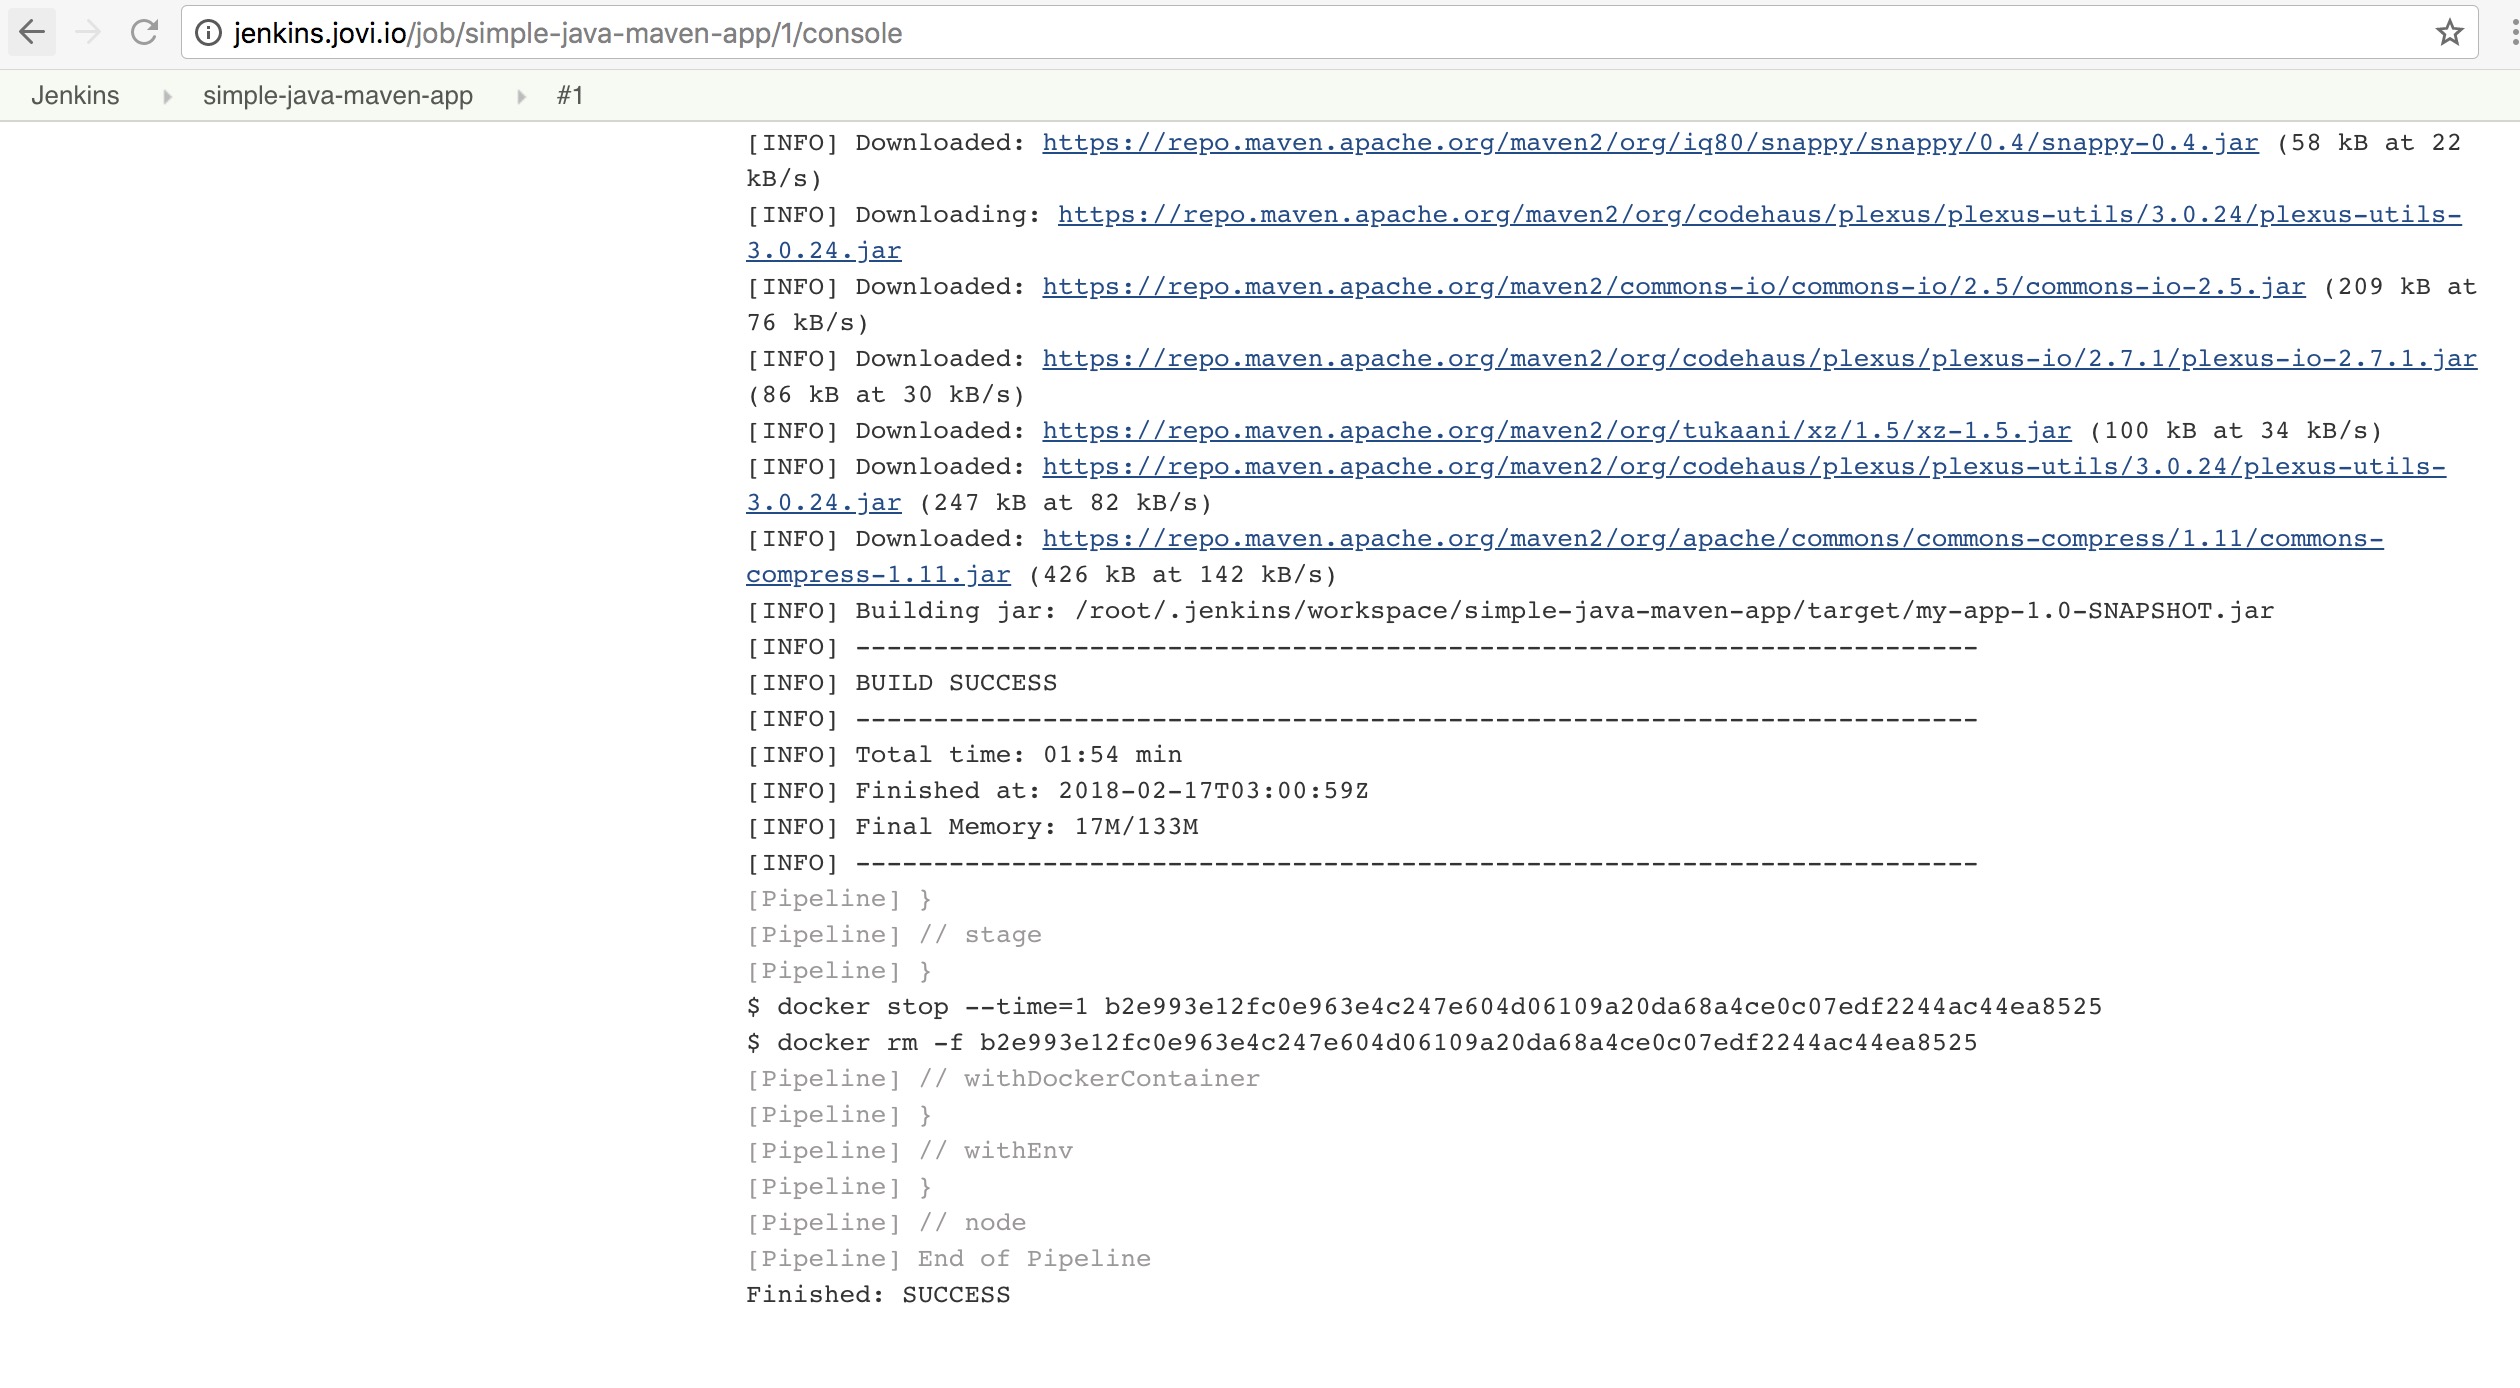 jenkins.jovi.io/job/simple-java-maven-app/1/console
Jenkins simple-java-maven-app #1
[INFO] Downloaded: https://repo.maven.apache.org/maven2/org/iq80/snappy/snappy/0.4/snappy-0.4.jar (58 kB at 22
kB/s)
[INFO] Downloading: https://repo.maven.apache.org/maven2/org/codehaus/plexus/plexus-utils/3.0.24/plexus-utils-
3.0.24.jar
[INFO] Downloaded: https://repo.maven.apache.org/maven2/commons-io/commons-io/2.5/commons-io-2.5.jar (209 kB at
76 kB/s)
[INFO] Downloaded: https://repo.maven.apache.org/maven2/org/codehaus/plexus/plexus-io/2.7.1/plexus-io-2.7.1.jar
(86 kB at 30 kB/s)
[INFO] Downloaded: https://repo.maven.apache.org/maven2/org/tukaani/xz/1.5/xz-1.5.jar (100 kB at 34 kB/s)
[INFO] Downloaded: https://repo.maven.apache.org/maven2/org/codehaus/plexus/plexus-utils/3.0.24/plexus-utils-
3.0.24.jar (247 kB at 82 kB/s)
[INFO] Downloaded: https://repo.maven.apache.org/maven2/org/apache/commons/commons-compress/1.11/commons-
compress-1.11.jar (426 kB at 142 kB/s)
[INFO] Building jar: /root/.jenkins/workspace/simple-java-maven-app/target/my-app-1.0-SNAPSHOT.jar
[INFO] ------------------------------------------------------------------------
[INFO] BUILD SUCCESS
[INFO] ------------------------------------------------------------------------
[INFO] Total time: 01:54 min
[INFO] Finished at: 2018-02-17T03:00:59Z
[INFO] Final Memory: 17M/133M
[INFO] ------------------------------------------------------------------------
[Pipeline] }
[Pipeline] // stage
[Pipeline] }
$ docker stop --time=1 b2e993e12fc0e963e4c247e604d06109a20da68a4ce0c07edf2244ac44ea8525
$ docker rm -f b2e993e12fc0e963e4c247e604d06109a20da68a4ce0c07edf2244ac44ea8525
[Pipeline] // withDockerContainer
[Pipeline] }
[Pipeline] // withEnv
[Pipeline] }
[Pipeline] // node
[Pipeline] End of Pipeline
Finished: SUCCESS